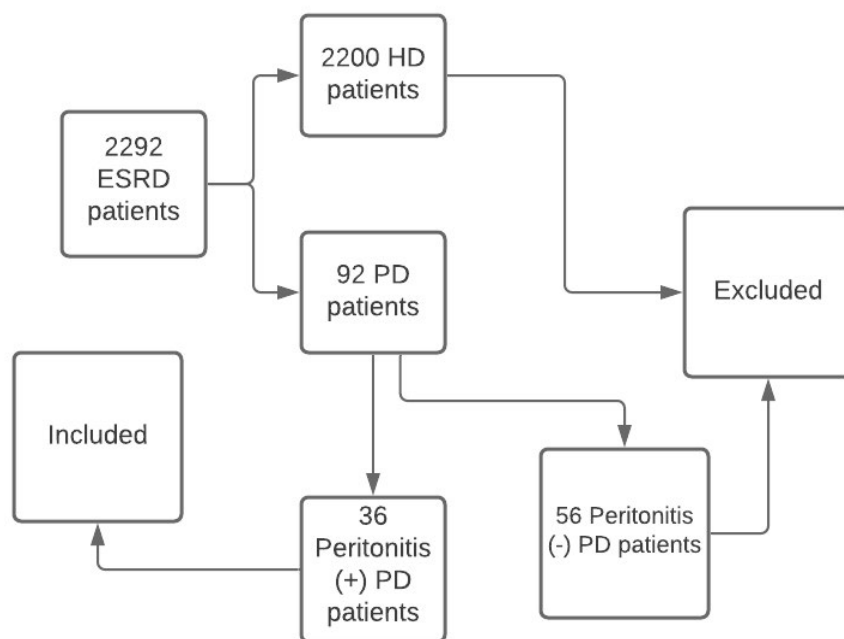 2200 HD
patients
2292
ESRD
patients
92 PD
patients
Excluded
Included
36
Peritonitis
(+) PD
patients
56 Peritonitis
(-) PD patients